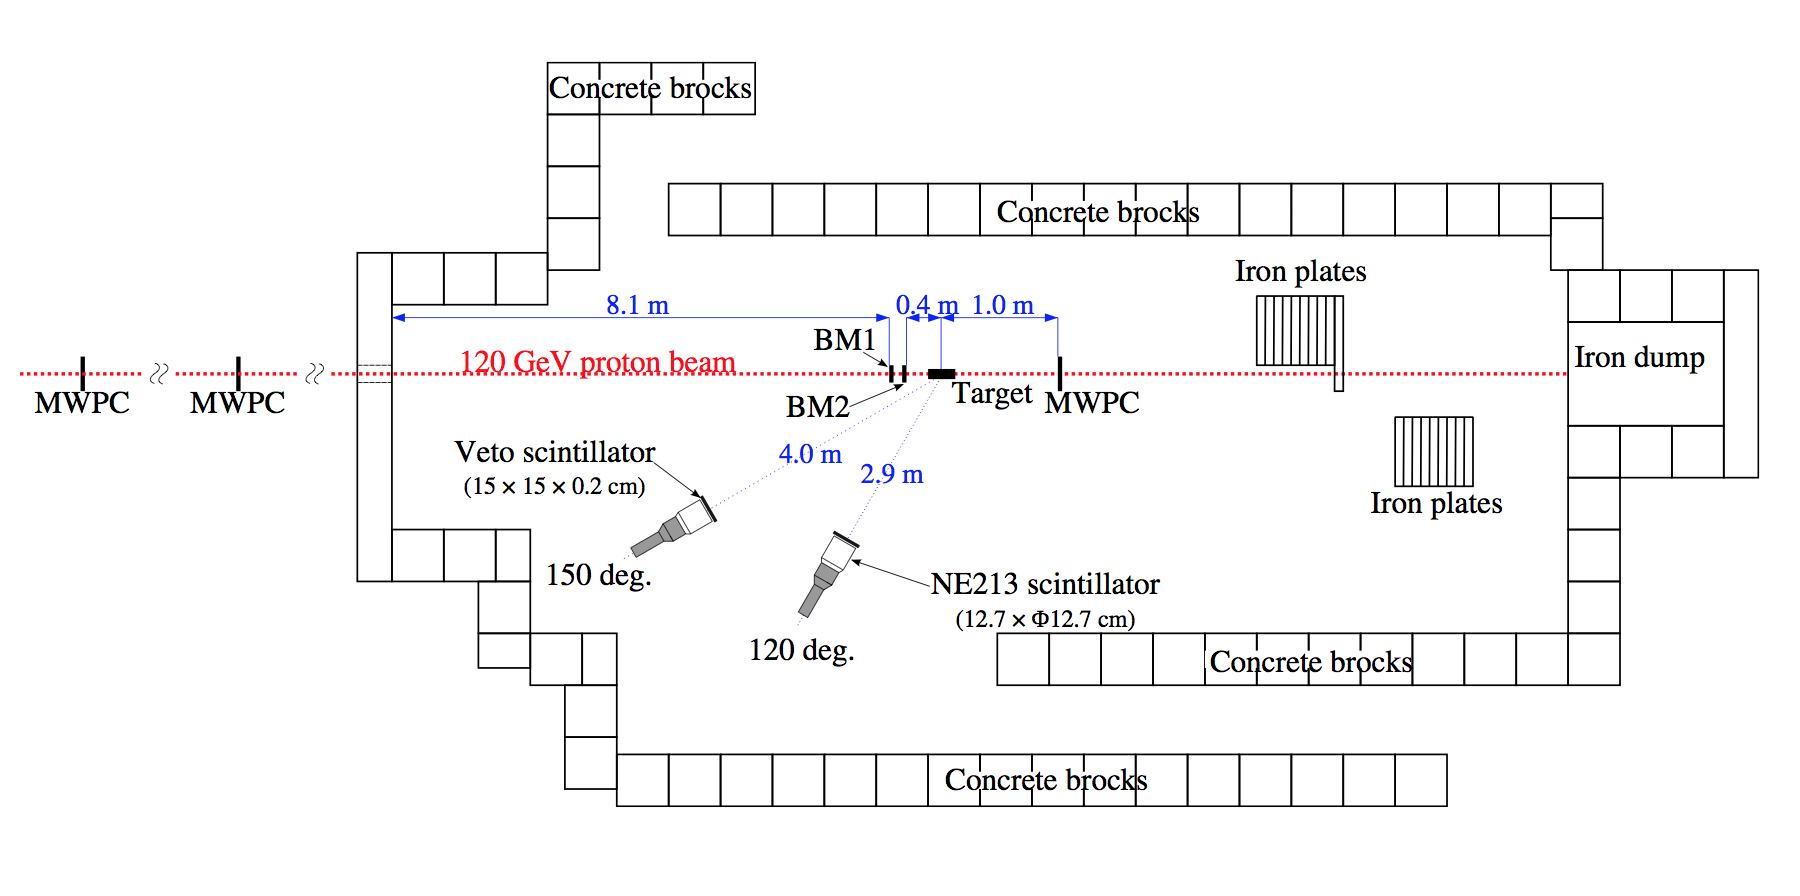 Concrete brocks
Concrete brocks
Iron plates
8.1 m
0.4 m
1.0 m
BM1
120 GeV proton beam
Iron dump
MWPC
MWPC
BM2
Target
MWPC
Veto scintillator
(15 × 15 × 0.2 cm)
4.0 m
2.9 m
Iron plates
150 deg.
NE213 scintillator
(12.7 × Φ12.7 cm)
120 deg.
Concrete brocks
Concrete brocks